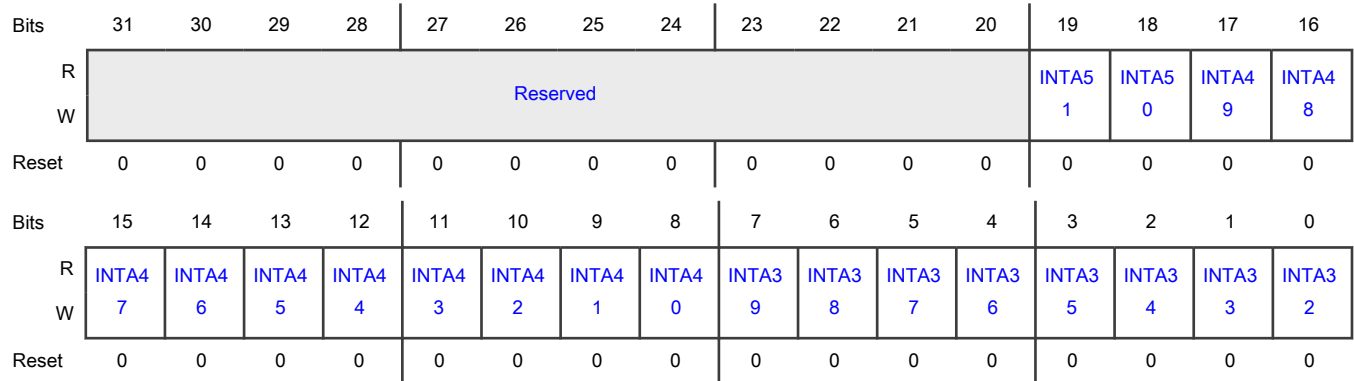 Bits 31 30 29 28 27 26 25 24 23 22 21 20 19 18 17 16
R
Reserved
INTA5 INTA5 INTA4 INTA4
W
1 0 9 8
Reset 0 0 0 0 0 0 0 0 0 0 0 0 0 0 0 0
Bits 15 14 13 12 11 10 9 8 7 6 5 4 3 2 1 0
R
INTA4 INTA4 INTA4 INTA4 INTA4 INTA4 INTA4 INTA4 INTA3 INTA3 INTA3 INTA3 INTA3 INTA3 INTA3 INTA3
W
7 6 5 4 3 2 1 0 9 8 7 6 5 4 3 2
Reset 0 0 0 0 0 0 0 0 0 0 0 0 0 0 0 0